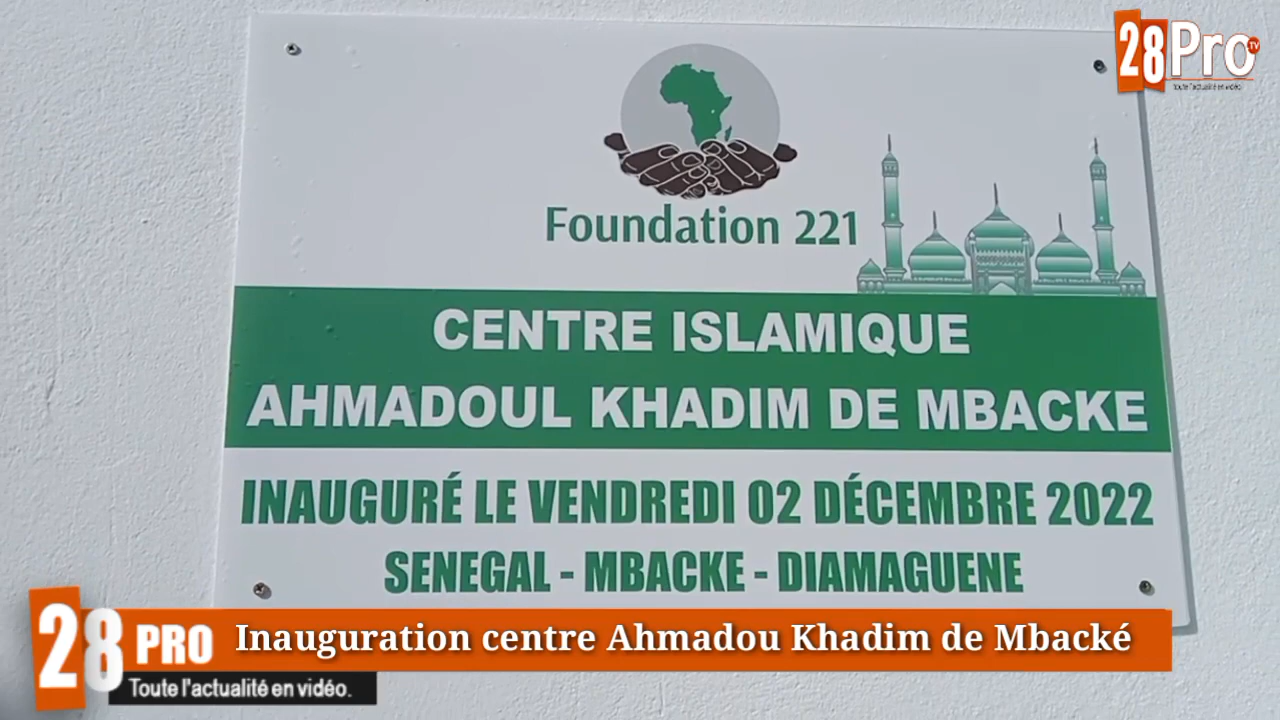 28Pro.TV
toute l'actualité en vidéo
Foundation 221
CENTRE ISLAMIQUE
AHMADOUL KHADIM DE MBACKE
INAUGURÉ LE VENDREDI 02 DÉCEMBRE 2022
SENEGAL - MBACKE - DIAMAGUENE
28 PRO Inauguration centre Ahmadou Khadim de Mbacké
Toute l'actualité en vidéo.